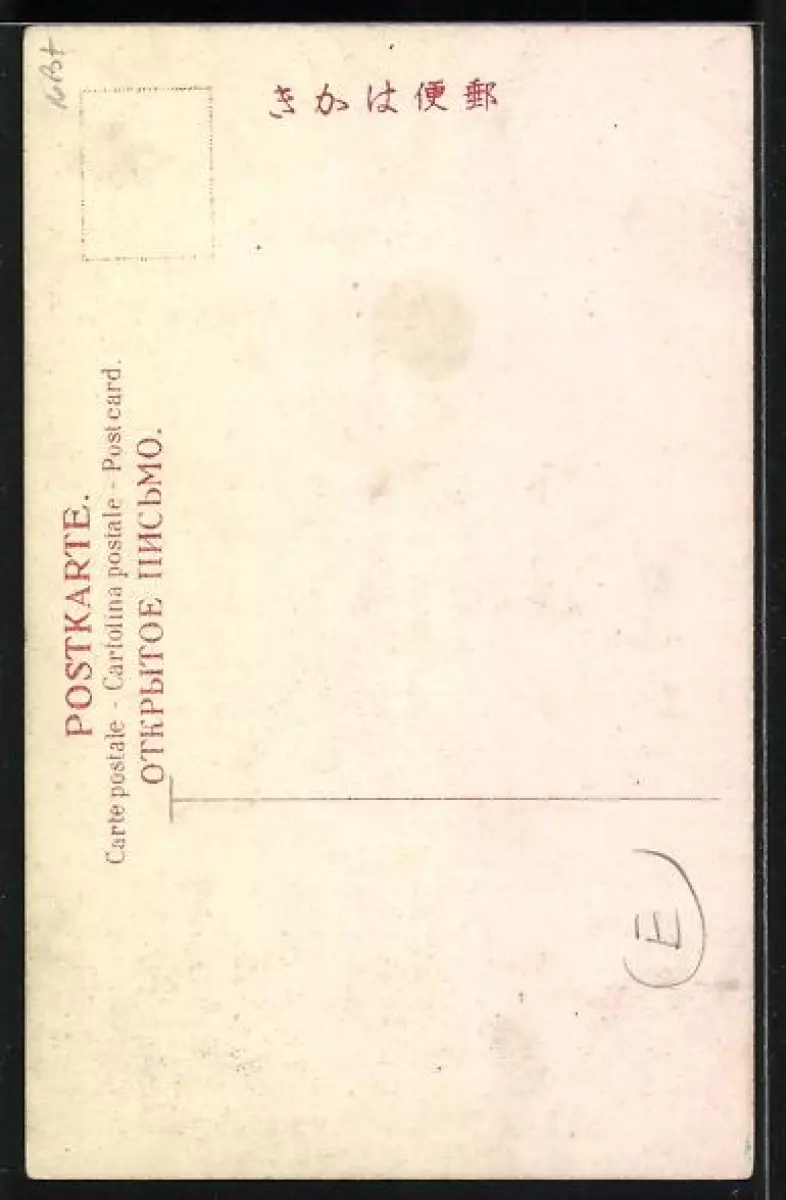 郵便はかき
POSTKARTE.
Carte postale - Cartolina postale - Post card.
ОТКРЫТОЕ ПИСЬМО.
E